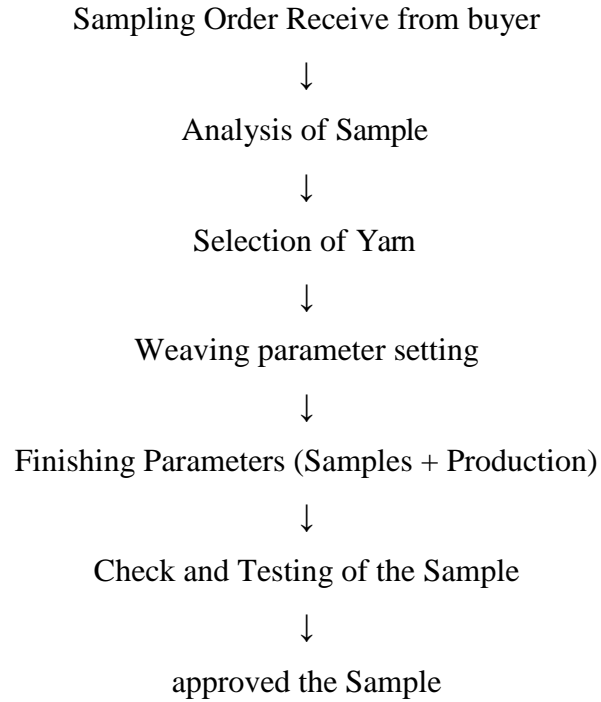 Sampling Order Receive from buyer
↓
Analysis of Sample
↓
Selection of Yarn
↓
Weaving parameter setting
↓
Finishing Parameters (Samples + Production)
↓
Check and Testing of the Sample
↓
approved the Sample